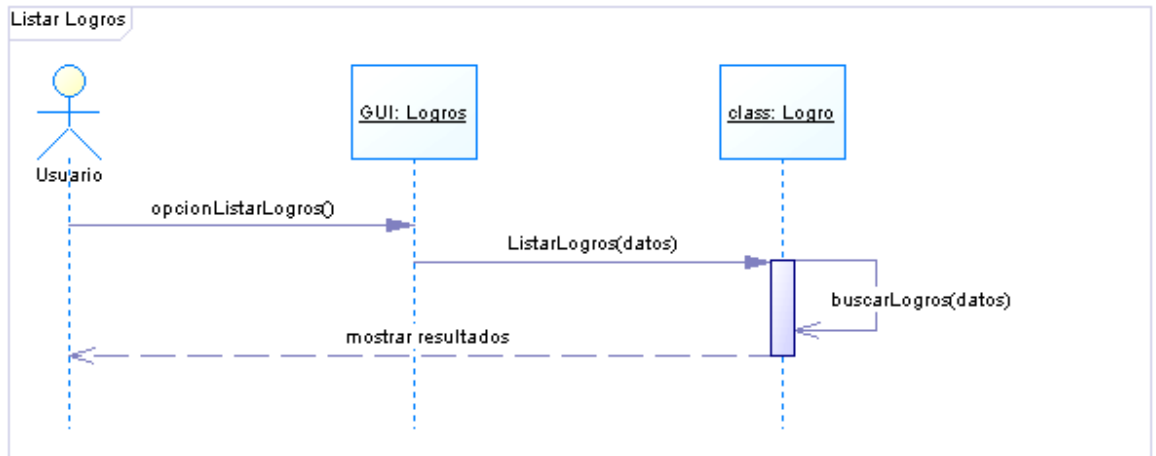 Listar Logros
GUI: Logros
class: Logro
Usuario
opcionListarLogros()
ListarLogros(datos)
buscarLogros(datos)
mostrar resultados